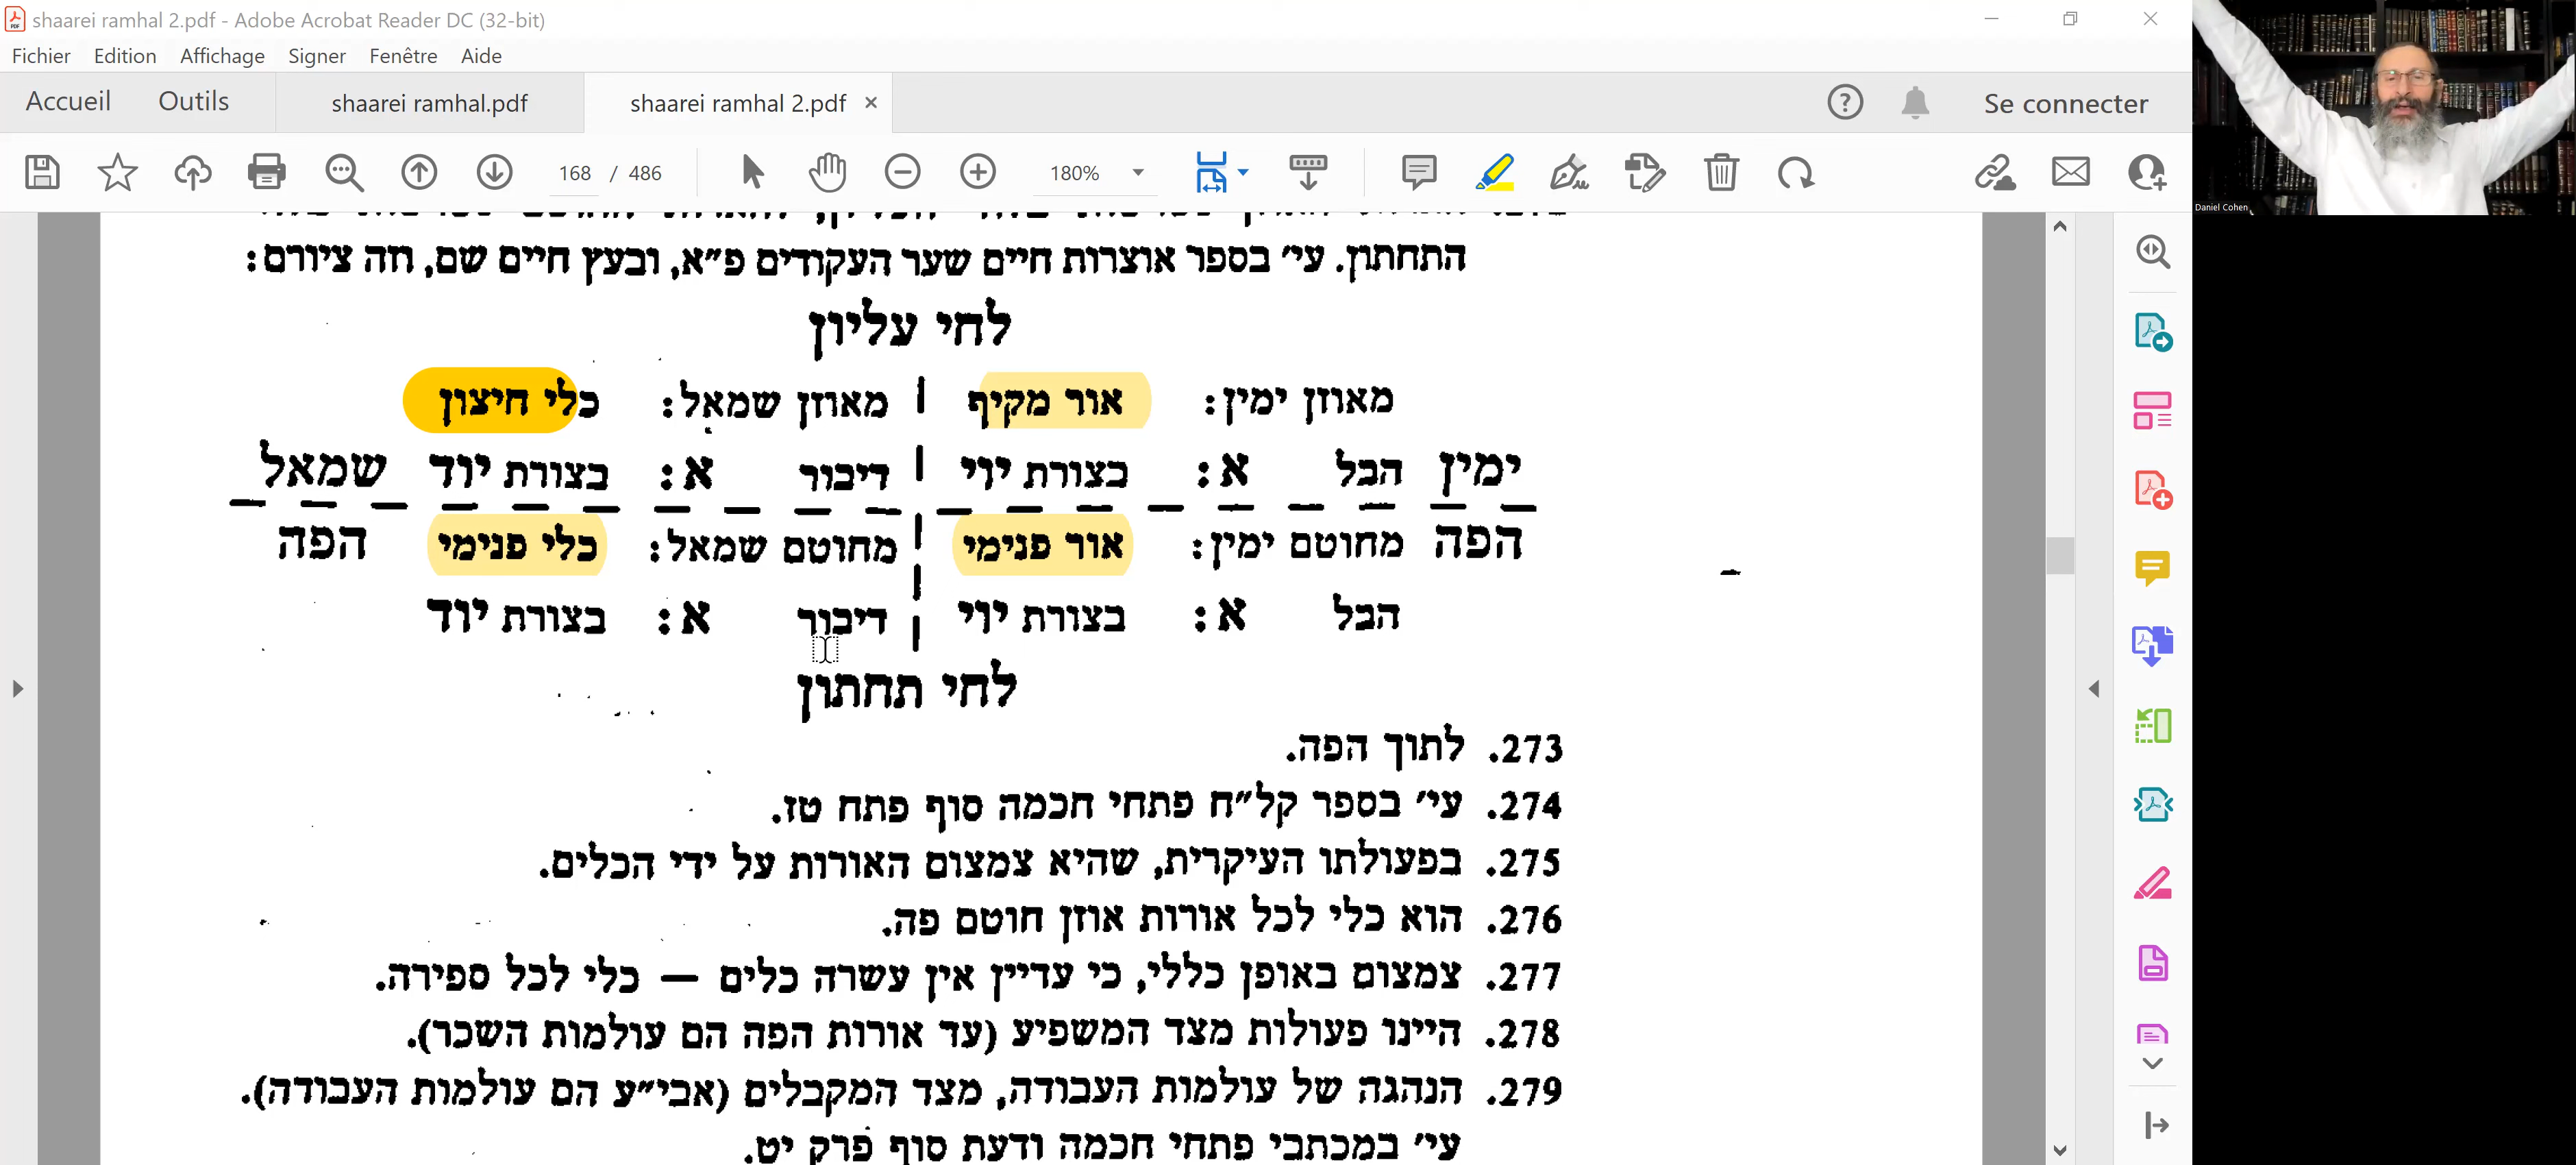 shaarei ramhal 2.pdf - Adobe Acrobat Reader DC (32-bit)
Fichier Edition Affichage Signer Fenêtre Aide
Accueil Outils shaarei ramhal.pdf shaarei ramhal 2.pdf Se connecter
168 / 486 180%
Daniel Cohen
התחתון. עי׳ בספר אוצרות חיים שער העקודים פ״א, ובעץ חיים שם, וזה ציורם:
לחי עליון
מאוזן ימין: אור מקיף | מאוזן שמאל: כלי חיצון
ימין הבל א: בצורת יוי | דיבור א: בצורת יוד שמאל
הפה מחוטם ימין: אור פנימי | מחוטם שמאל: כלי פנימי הפה
הבל א: בצורת יוי | דיבור א: בצורת יוד
לחי תחתון
273. לתוך הפה.
274. עי׳ בספר קל״ח פתחי חכמה סוף פתח טז.
275. בפעולתו העיקרית, שהיא צמצום האורות על ידי הכלים.
276. הוא כלי לכל אורות אוזן חוטם פה.
277. צמצום באופן כללי, כי עדיין אין עשרה כלים — כלי לכל ספירה.
278. היינו פעולות מצד המשפיע (עד אורות הפה הם עולמות השכר).
279. הנהגה של עולמות העבודה, מצד המקבלים (אבי״ע הם עולמות העבודה).
עי׳ במכתבי פתחי חכמה ודעת סוף פרק יט.